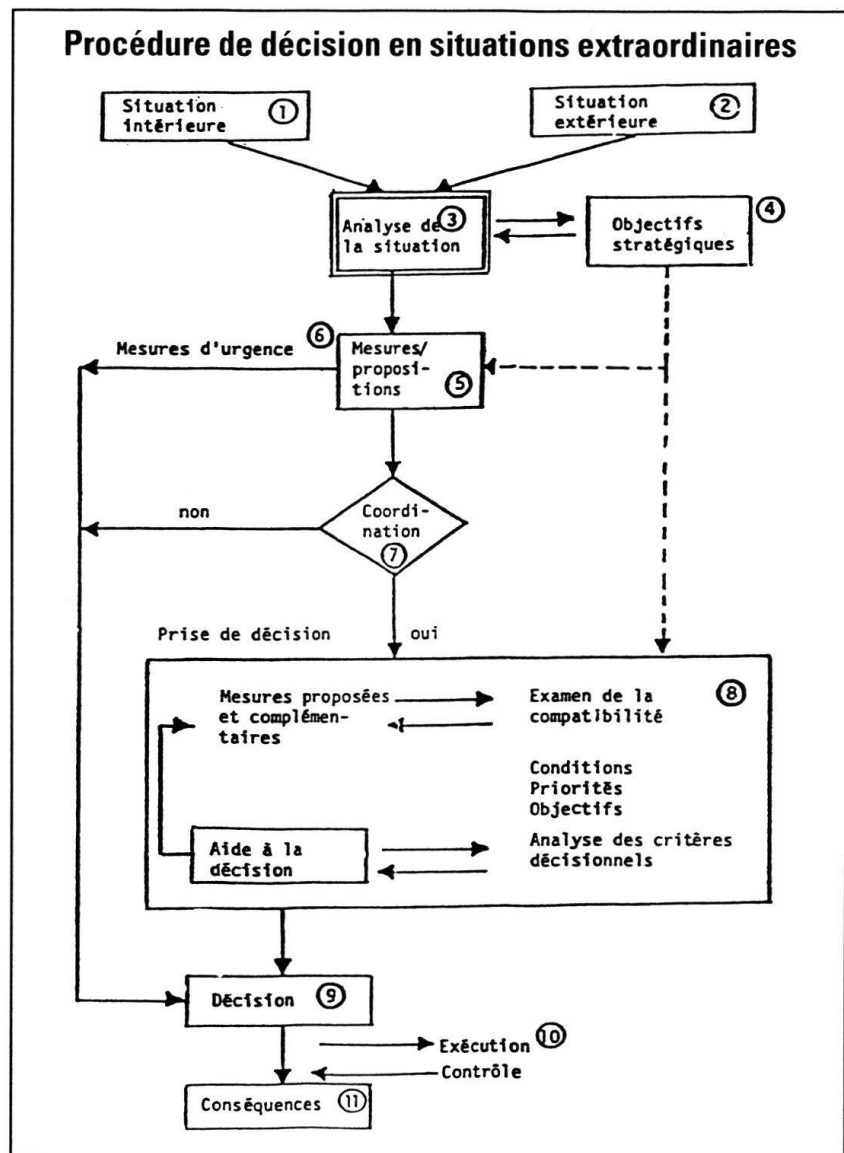 Procédure de décision en situations extraordinaires
Situation
intérieure ①
Situation
extérieure ②
③
Analyse de
la situation
④
Objectifs
stratégiques
⑥
Mesures d'urgence
Mesures/
proposi-
tions ⑤
non
Coordi-
nation
⑦
Prise de décision
oui
⑧
Mesures proposées
et complémen-
taires
Examen de la
compatibilité
Conditions
Priorités
Objectifs
Aide à la
décision
Analyse des critères
décisionnels
Décision ⑨
Exécution ⑩
Contrôle
Conséquences ⑪